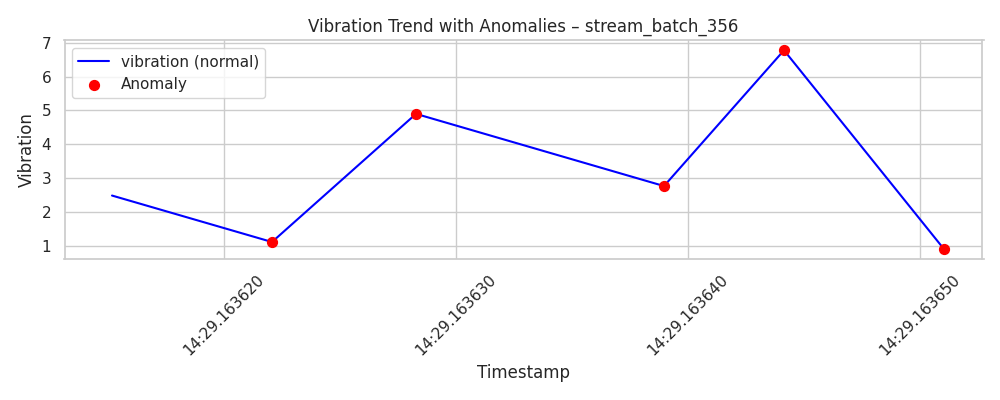 Vibration Trend with Anomalies – stream_batch_356
vibration (normal)
Anomaly
Vibration
7
6
5
4
3
2
1
14:29.163620
14:29.163630
14:29.163640
14:29.163650
Timestamp